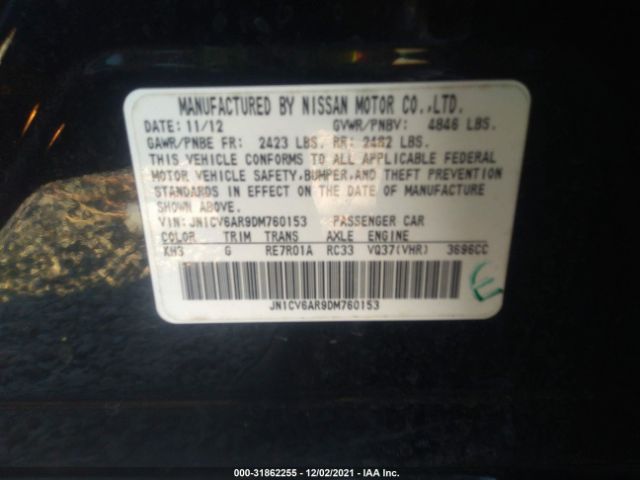 MANUFACTURED BY NISSAN MOTOR CO.,LTD.
DATE: 11/12 GVWR/PNBV: 4846 LBS.
GAWR/PNBE FR: 2423 LBS. RR: 2482 LBS.
THIS VEHICLE CONFORMS TO ALL APPLICABLE FEDERAL
MOTOR VEHICLE SAFETY, BUMPER, AND THEFT PREVENTION
STANDARDS IN EFFECT ON THE DATE OF MANUFACTURE
SHOWN ABOVE.
VIN: JN1CV6AR9DM760153 PASSENGER CAR
COLOR TRIM TRANS AXLE ENGINE
KH3 G RE7R01A RC33 VQ37(VHR) 3696CC
JN1CV6AR9DM760153
E
000-31862255 - 12/02/2021 - IAA Inc.